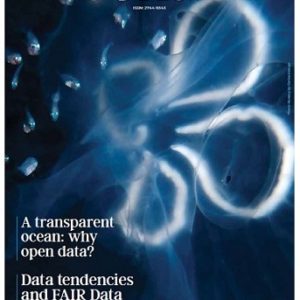 A transparent
ocean: why
open data?
Data tendencies
and FAIR Data